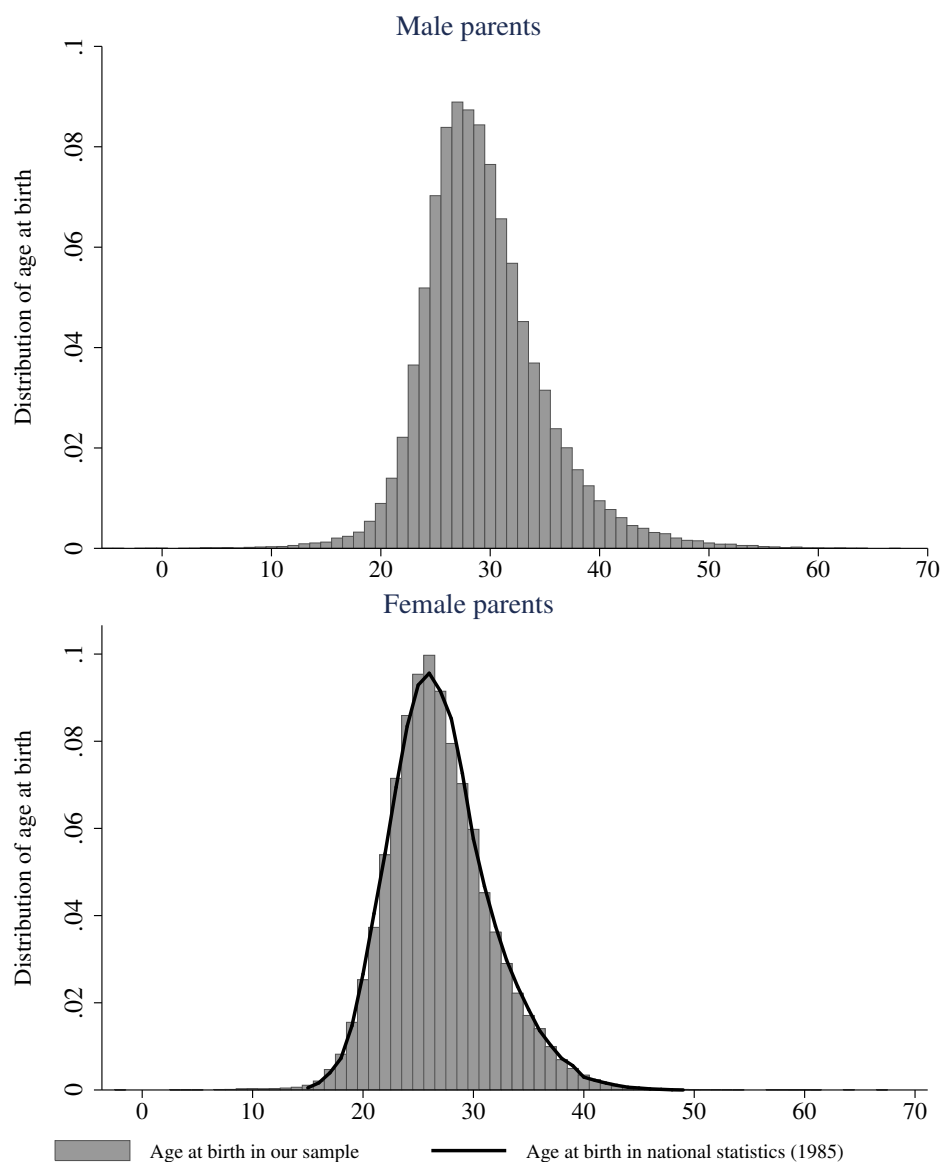 Male parents
Distribution of age at birth
.1
.08
.06
.04
.02
0
0 10 20 30 40 50 60 70
Female parents
Distribution of age at birth
.1
.08
.06
.04
.02
0
0 10 20 30 40 50 60 70
Age at birth in our sample Age at birth in national statistics (1985)